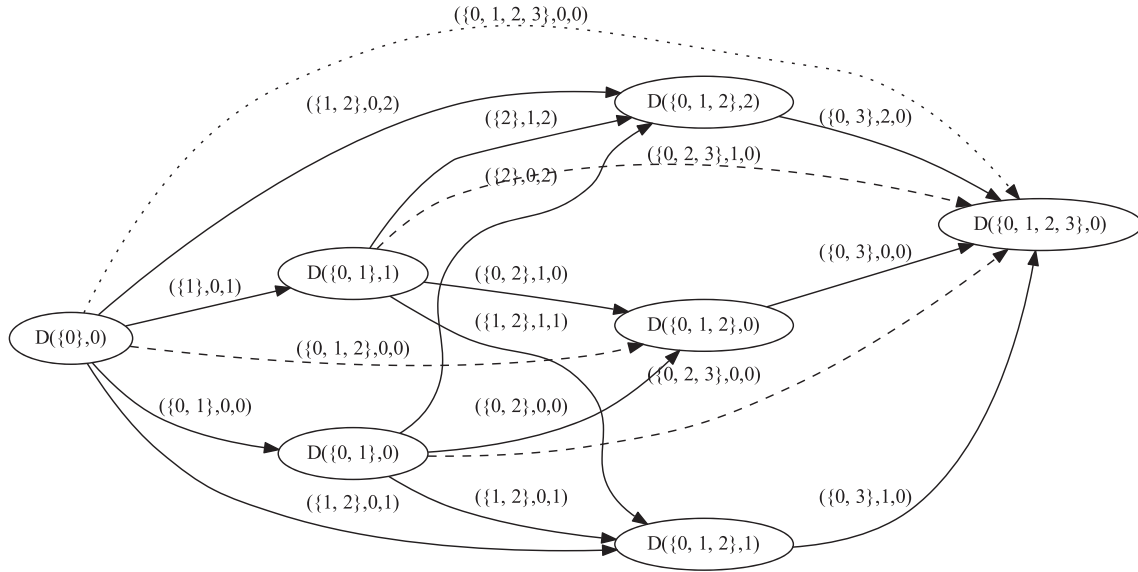 ({0, 1, 2, 3},0,0)
({1, 2},0,2)
D({0, 1, 2},2)
({2},1,2)
({0, 3},2,0)
({0, 2, 3},1,0)
({2},0,2)
D({0, 1, 2, 3},0)
D({0, 1},1)
({0, 2},1,0)
({0, 3},0,0)
({1},0,1)
({1, 2},1,1)
D({0, 1, 2},0)
D({0},0)
({0, 1, 2},0,0)
({0, 2, 3},0,0)
({0, 1},0,0)
({0, 2},0,0)
D({0, 1},0)
({1, 2},0,1)
({1, 2},0,1)
({0, 3},1,0)
D({0, 1, 2},1)